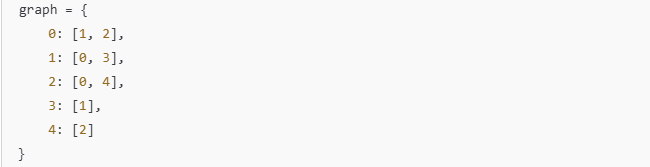 graph = {
    0: [1, 2],
    1: [0, 3],
    2: [0, 4],
    3: [1],
    4: [2]
}